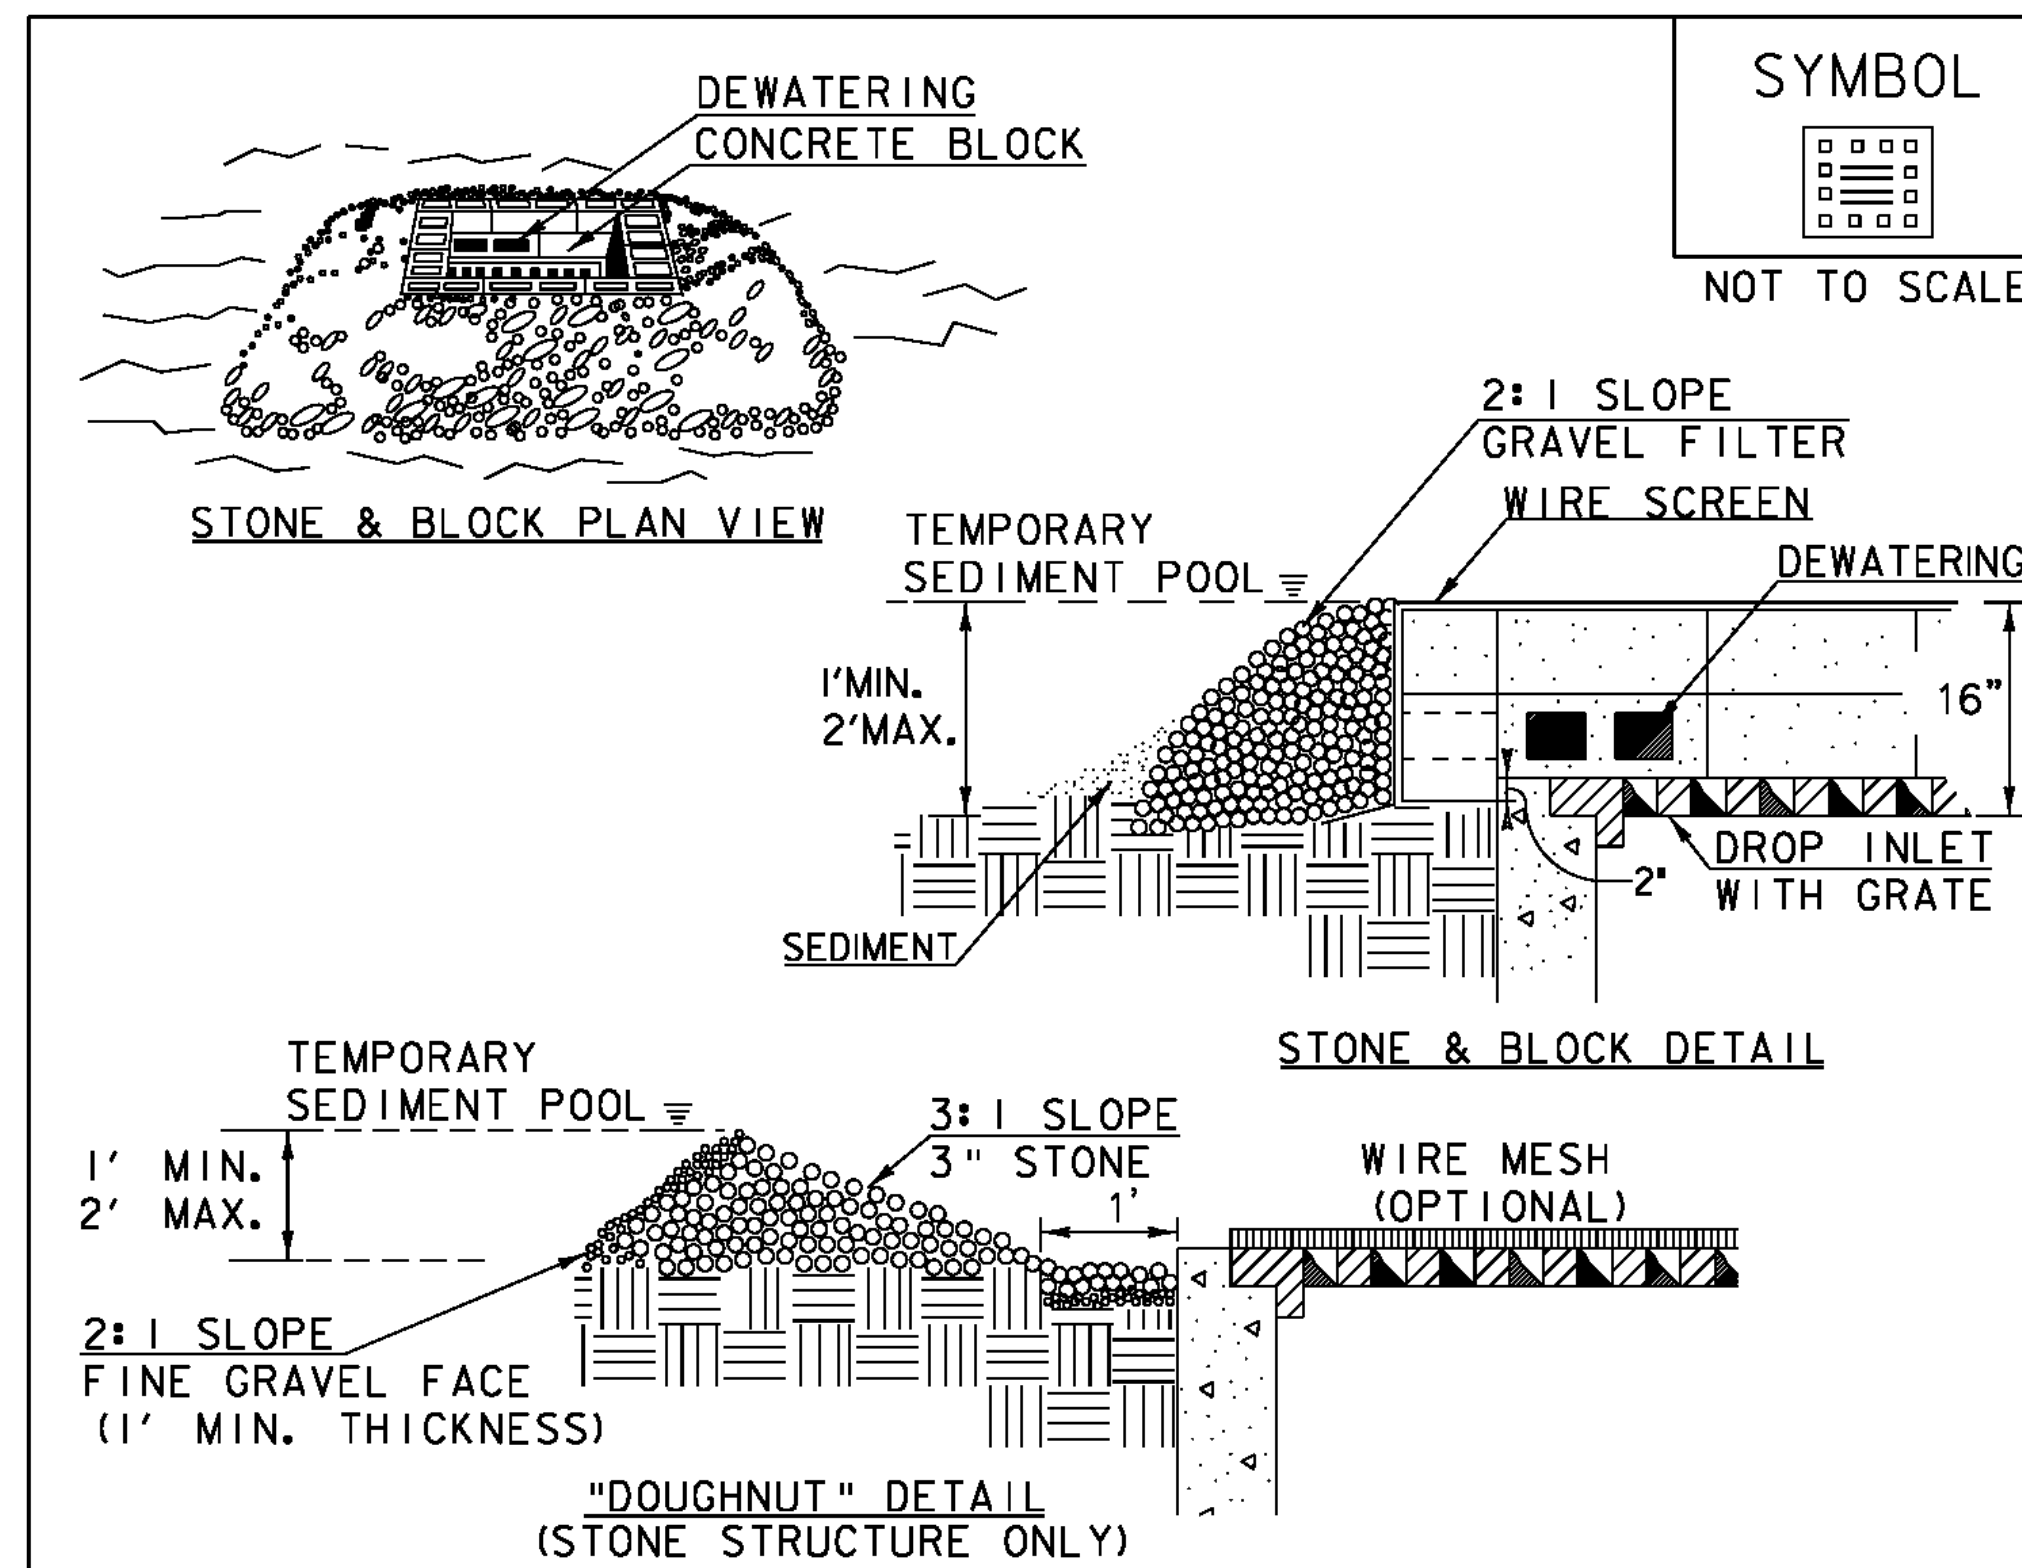 DEWATERING
CONCRETE BLOCK
SYMBOL
NOT TO SCALE
STONE & BLOCK PLAN VIEW
2:1 SLOPE
GRAVEL FILTER
WIRE SCREEN
TEMPORARY
SEDIMENT POOL
DEWATERING
1'MIN.
2'MAX.
16"
DROP INLET
WITH GRATE
2"
SEDIMENT
STONE & BLOCK DETAIL
TEMPORARY
SEDIMENT POOL
3:1 SLOPE
3" STONE
1'
1' MIN.
2' MAX.
WIRE MESH
(OPTIONAL)
2:1 SLOPE
FINE GRAVEL FACE
(1' MIN. THICKNESS)
"DOUGHNUT" DETAIL
(STONE STRUCTURE ONLY)